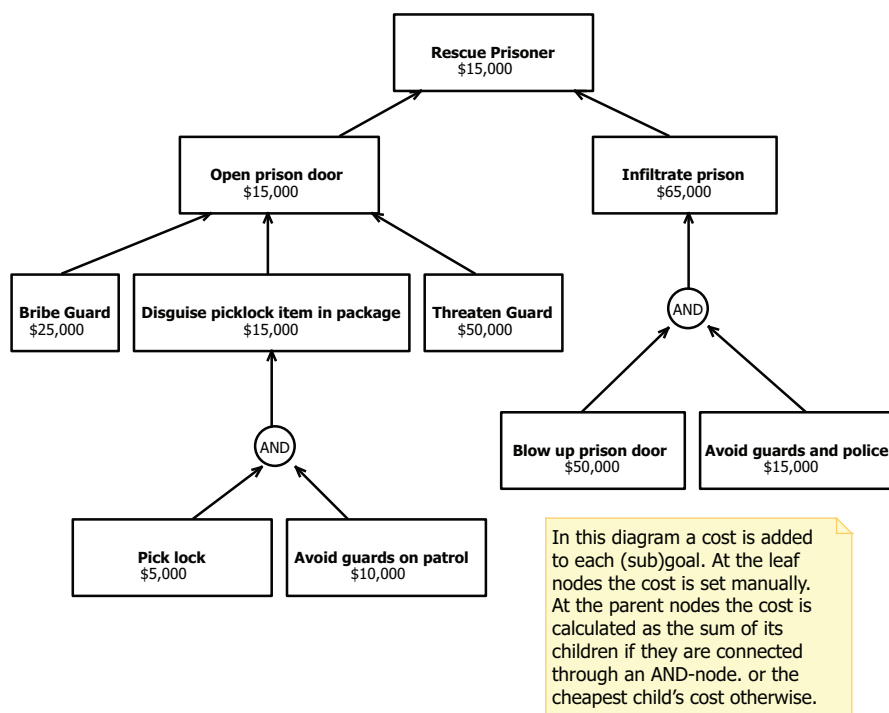 Rescue Prisoner
$15,000
Open prison door
$15,000
Infiltrate prison
$65,000
Bribe Guard
$25,000
Disguise picklock item in package
$15,000
Threaten Guard
$50,000
AND
AND
Blow up prison door
$50,000
Avoid guards and police
$15,000
Pick lock
$5,000
Avoid guards on patrol
$10,000
In this diagram a cost is added
to each (sub)goal. At the leaf
nodes the cost is set manually.
At the parent nodes the cost is
calculated as the sum of its
children if they are connected
through an AND-node. or the
cheapest child's cost otherwise.